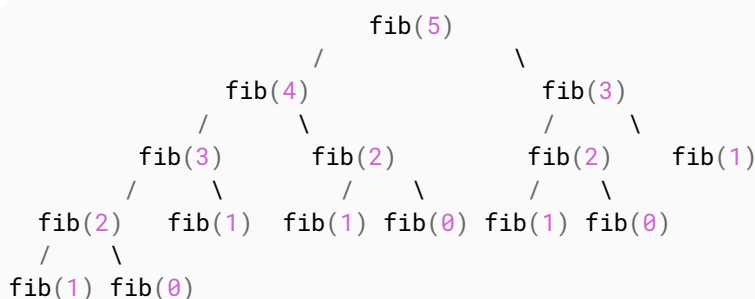 fib(5)
/ \
fib(4) fib(3)
/ \ / \
fib(3) fib(2) fib(2) fib(1)
/ \ / \ / \
fib(2) fib(1) fib(1) fib(0) fib(1) fib(0)
/ \
fib(1) fib(0)